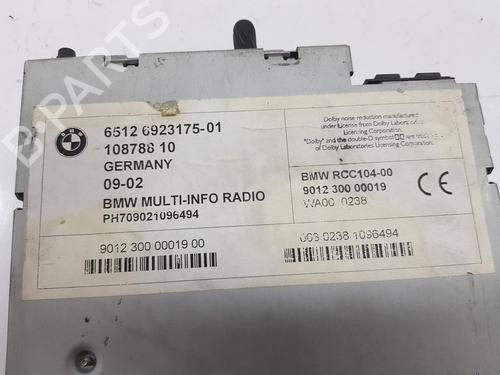 B-PARTS
BMW
6512 6923175-01
108788 10
GERMANY
09-02
BMW MULTI-INFO RADIO
PH709021096494
9012 300 00019 00
Dolby noise reduction manufactured
under License from Dolby Laboratories
Licensing Corporation.
"Dolby" and the double-D symbol are trademarks
of Dolby Laboratories Licensing Corporation.
BMW RCC104-00
9012 300 00019
WA00 0238
CE
0030238 1096494